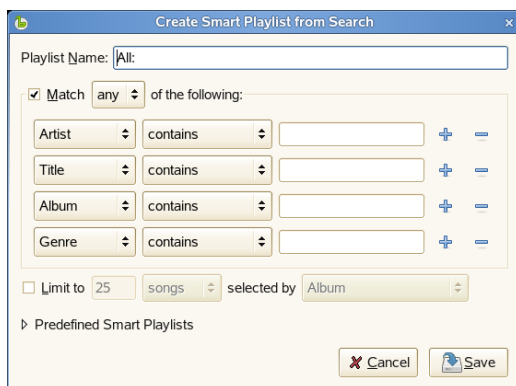 Create Smart Playlist from Search
Playlist Name: All:
Match any of the following:
Artist contains
Title contains
Album contains
Genre contains
Limit to 25 songs selected by Album
Predefined Smart Playlists
Cancel Save